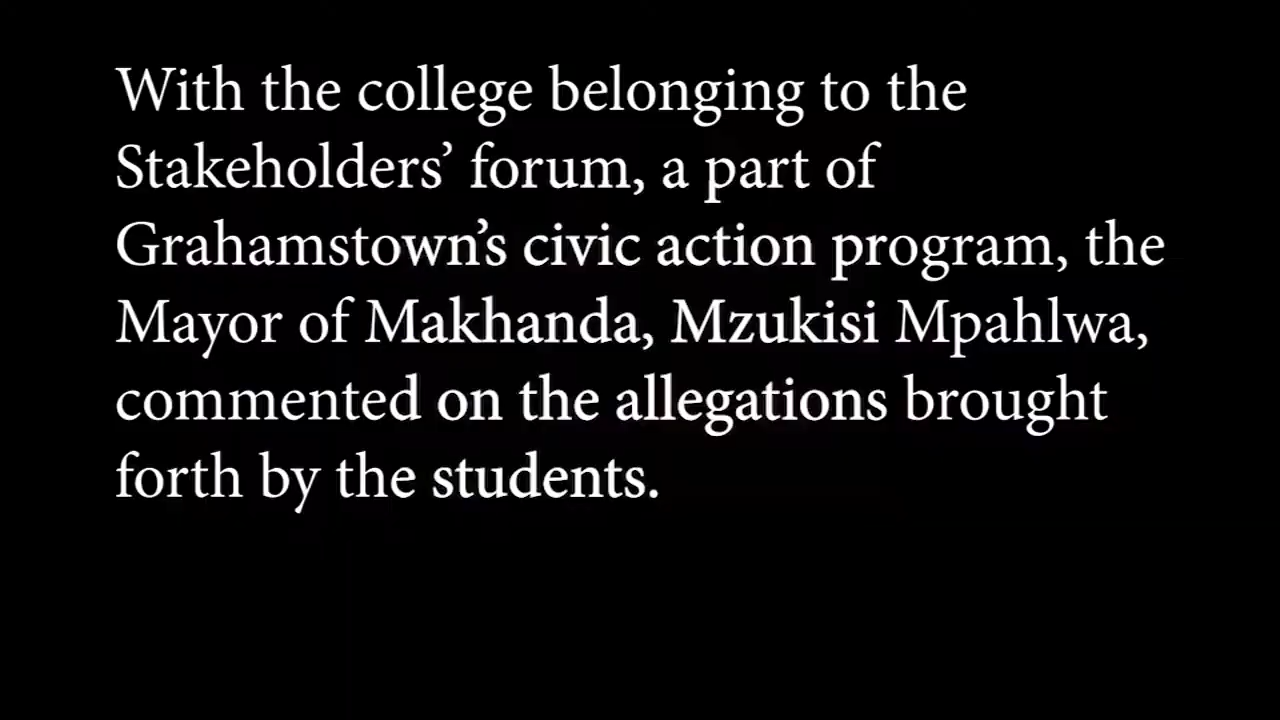 With the college belonging to the
Stakeholders’ forum, a part of
Grahamstown’s civic action program, the
Mayor of Makhanda, Mzukisi Mpahlwa,
commented on the allegations brought
forth by the students.